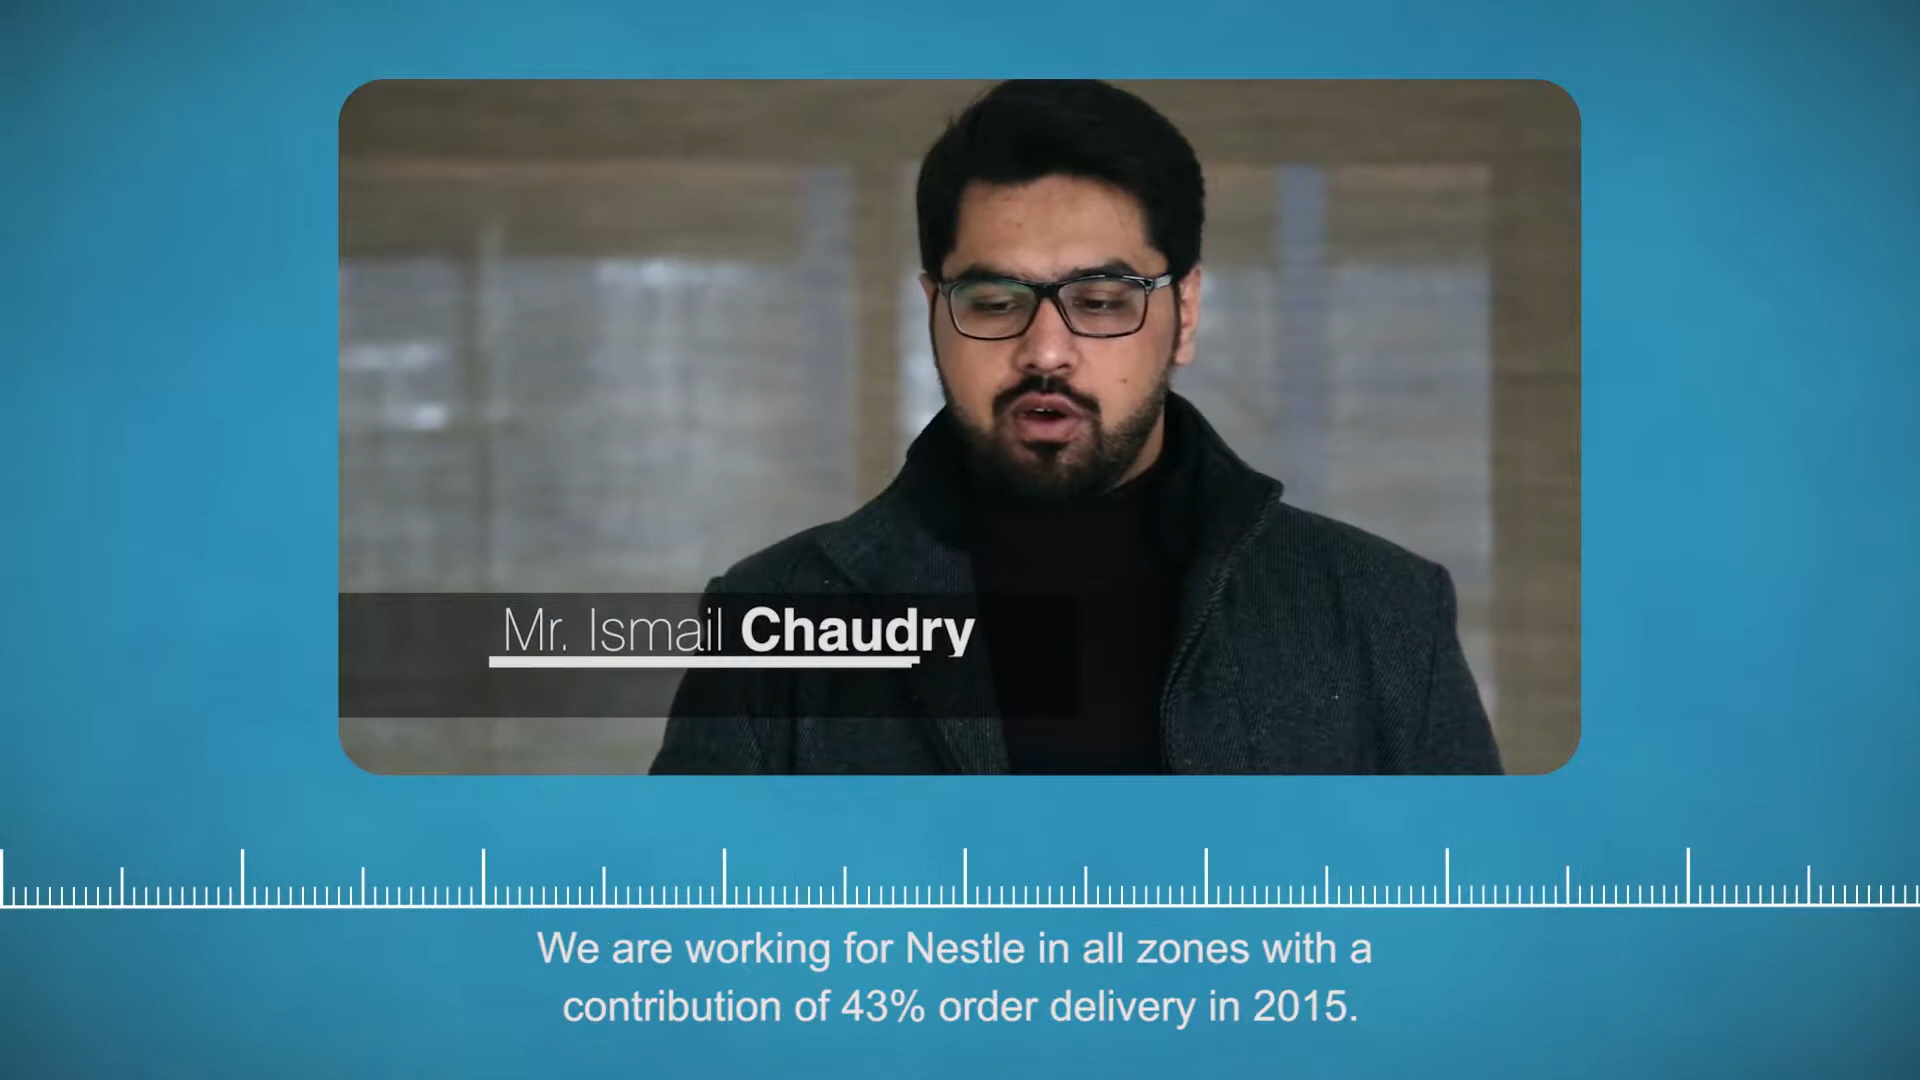 Mr. Ismail Chaudry
We are working for Nestle in all zones with a
contribution of 43% order delivery in 2015.